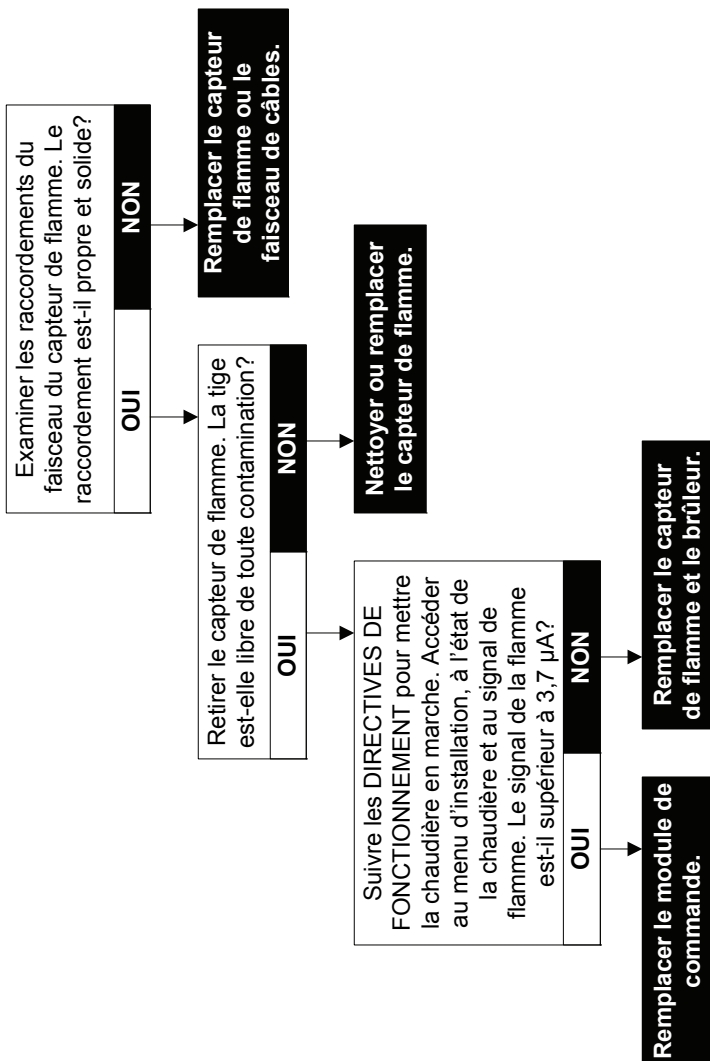 Examiner les raccordements du
faisceau du capteur de flamme. Le
raccordement est-il propre et solide?
OUI
NON
Remplacer le capteur
de flamme ou le
faisceau de câbles.
Retirer le capteur de flamme. La tige
est-elle libre de toute contamination?
OUI
NON
Nettoyer ou remplacer
le capteur de flamme.
Suivre les DIRECTIVES DE
FONCTIONNEMENT pour mettre
la chaudière en marche. Accéder
au menu d'installation, à l'état de
la chaudière et au signal de
flamme. Le signal de la flamme
est-il supérieur à 3,7 µA?
OUI
NON
Remplacer le module de
commande.
Remplacer le capteur
de flamme et le brûleur.